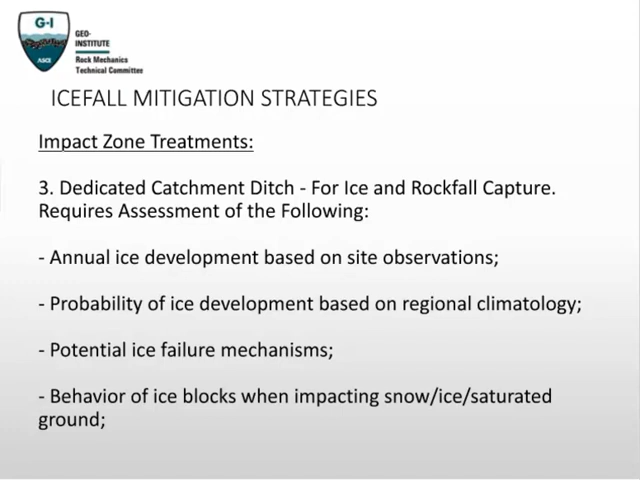 G-I
ASCE
GEO-
INSTITUTE
Rock Mechanics
Technical Committee
ICEFALL MITIGATION STRATEGIES
Impact Zone Treatments:
3. Dedicated Catchment Ditch - For Ice and Rockfall Capture.
Requires Assessment of the Following:
- Annual ice development based on site observations;
- Probability of ice development based on regional climatology;
- Potential ice failure mechanisms;
- Behavior of ice blocks when impacting snow/ice/saturated
ground;